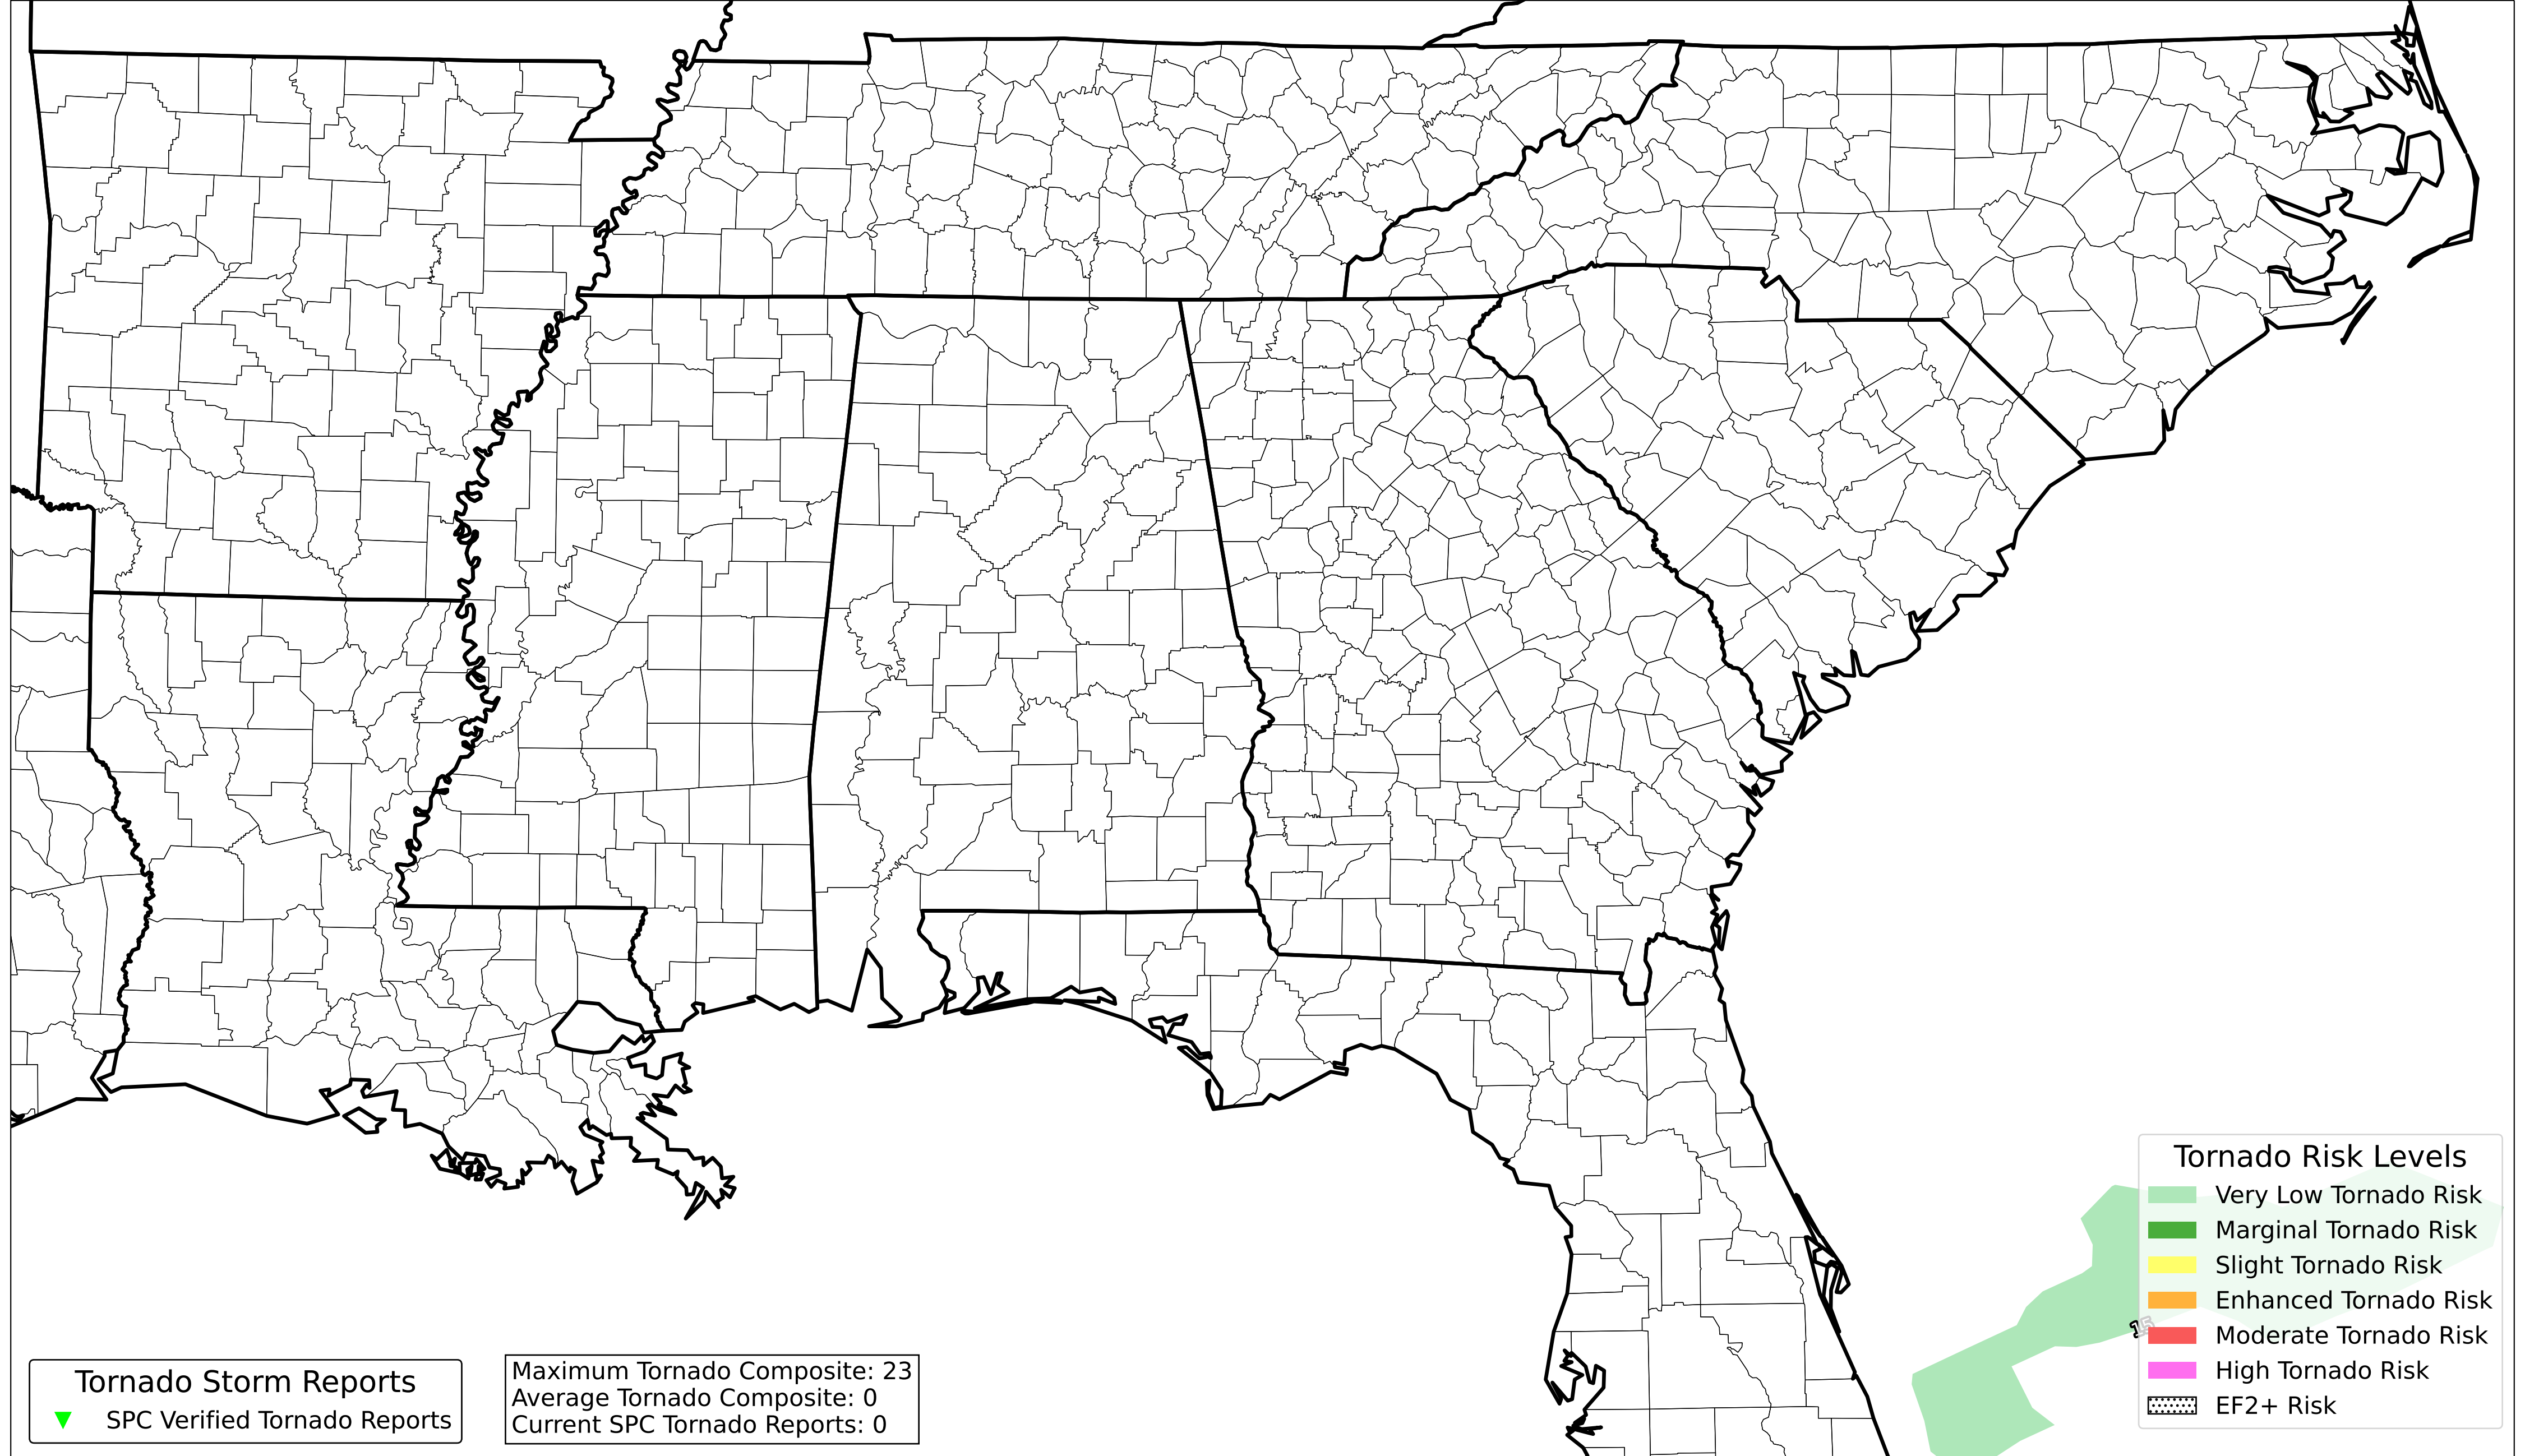 15
Tornado Risk Levels
Very Low Tornado Risk
Marginal Tornado Risk
Slight Tornado Risk
Enhanced Tornado Risk
Moderate Tornado Risk
High Tornado Risk
EF2+ Risk
Tornado Storm Reports
SPC Verified Tornado Reports
Maximum Tornado Composite: 23
Average Tornado Composite: 0
Current SPC Tornado Reports: 0